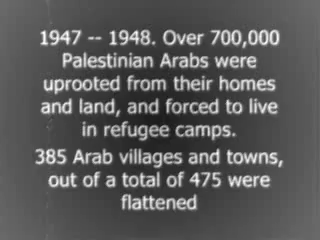 1947 -- 1948. Over 700,000
Palestinian Arabs were
uprooted from their homes
and land, and forced to live
in refugee camps.
385 Arab villages and towns,
out of a total of 475 were
flattened